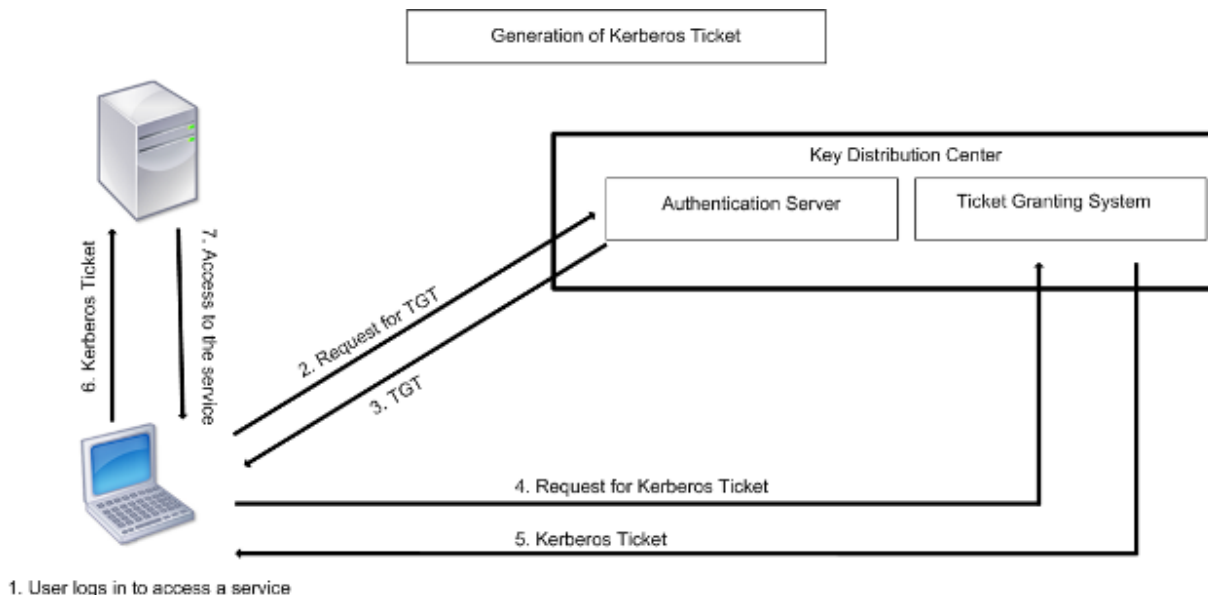 Generation of Kerberos Ticket
Key Distribution Center
Authentication Server
Ticket Granting System
6. Kerberos Ticket
7. Access to the service
2. Request for TGT
3. TGT
4. Request for Kerberos Ticket
5. Kerberos Ticket
1. User logs in to access a service